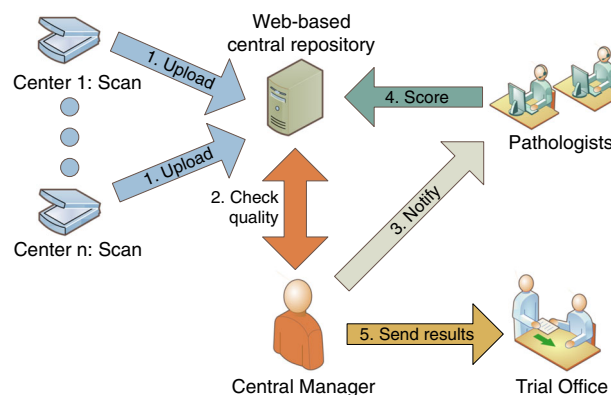 Web-based
central repository
1. Upload
Center 1: Scan
4. Score
Pathologists
1. Upload
2. Check
quality
3. Notify
Center n: Scan
5. Send results
Central Manager
Trial Office